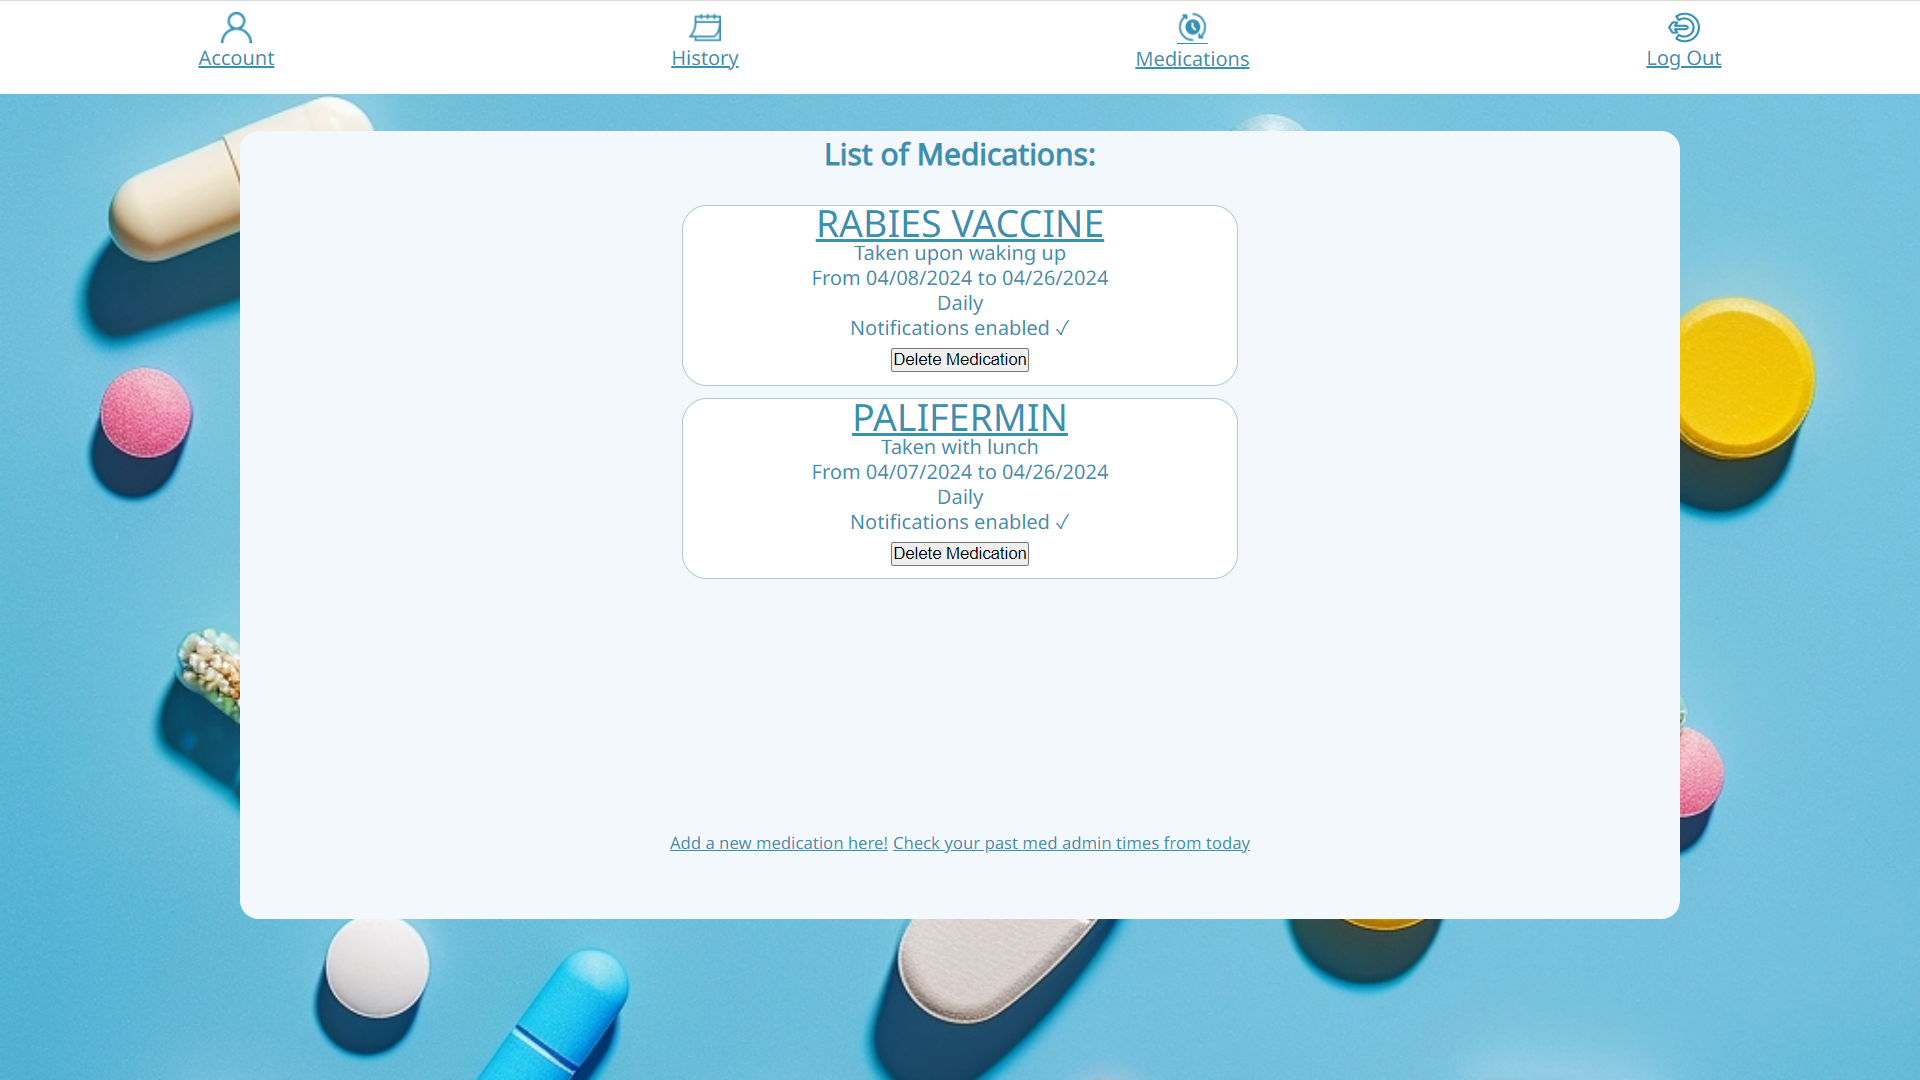 Account
History
Medications
Log Out
List of Medications:
RABIES VACCINE
Taken upon waking up
From 04/08/2024 to 04/26/2024
Daily
Notifications enabled ✓
Delete Medication
PALIFERMIN
Taken with lunch
From 04/07/2024 to 04/26/2024
Daily
Notifications enabled ✓
Delete Medication
Add a new medication here! Check your past med admin times from today